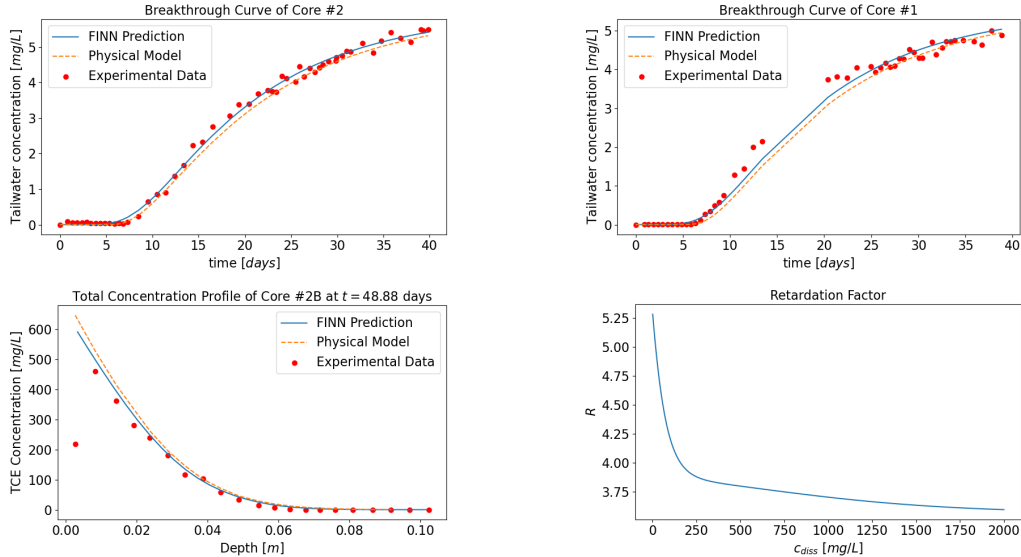 Breakthrough Curve of Core #2
FINN Prediction
Physical Model
Experimental Data
Tailwater concentration [mg/L]
0
1
2
3
4
5
0 5 10 15 20 25 30 35 40
time [days]
Breakthrough Curve of Core #1
FINN Prediction
Physical Model
Experimental Data
Tailwater concentration [mg/L]
5
4
3
2
1
0
0 5 10 15 20 25 30 35 40
time [days]
Total Concentration Profile of Core #2B at t = 48.88 days
FINN Prediction
Physical Model
Experimental Data
TCE Concentration [mg/L]
600
500
400
300
200
100
0
0.00 0.02 0.04 0.06 0.08 0.10
Depth [m]
Retardation Factor
R
5.25
5.00
4.75
4.50
4.25
4.00
3.75
0 250 500 750 1000 1250 1500 1750 2000
c_diss [mg/L]